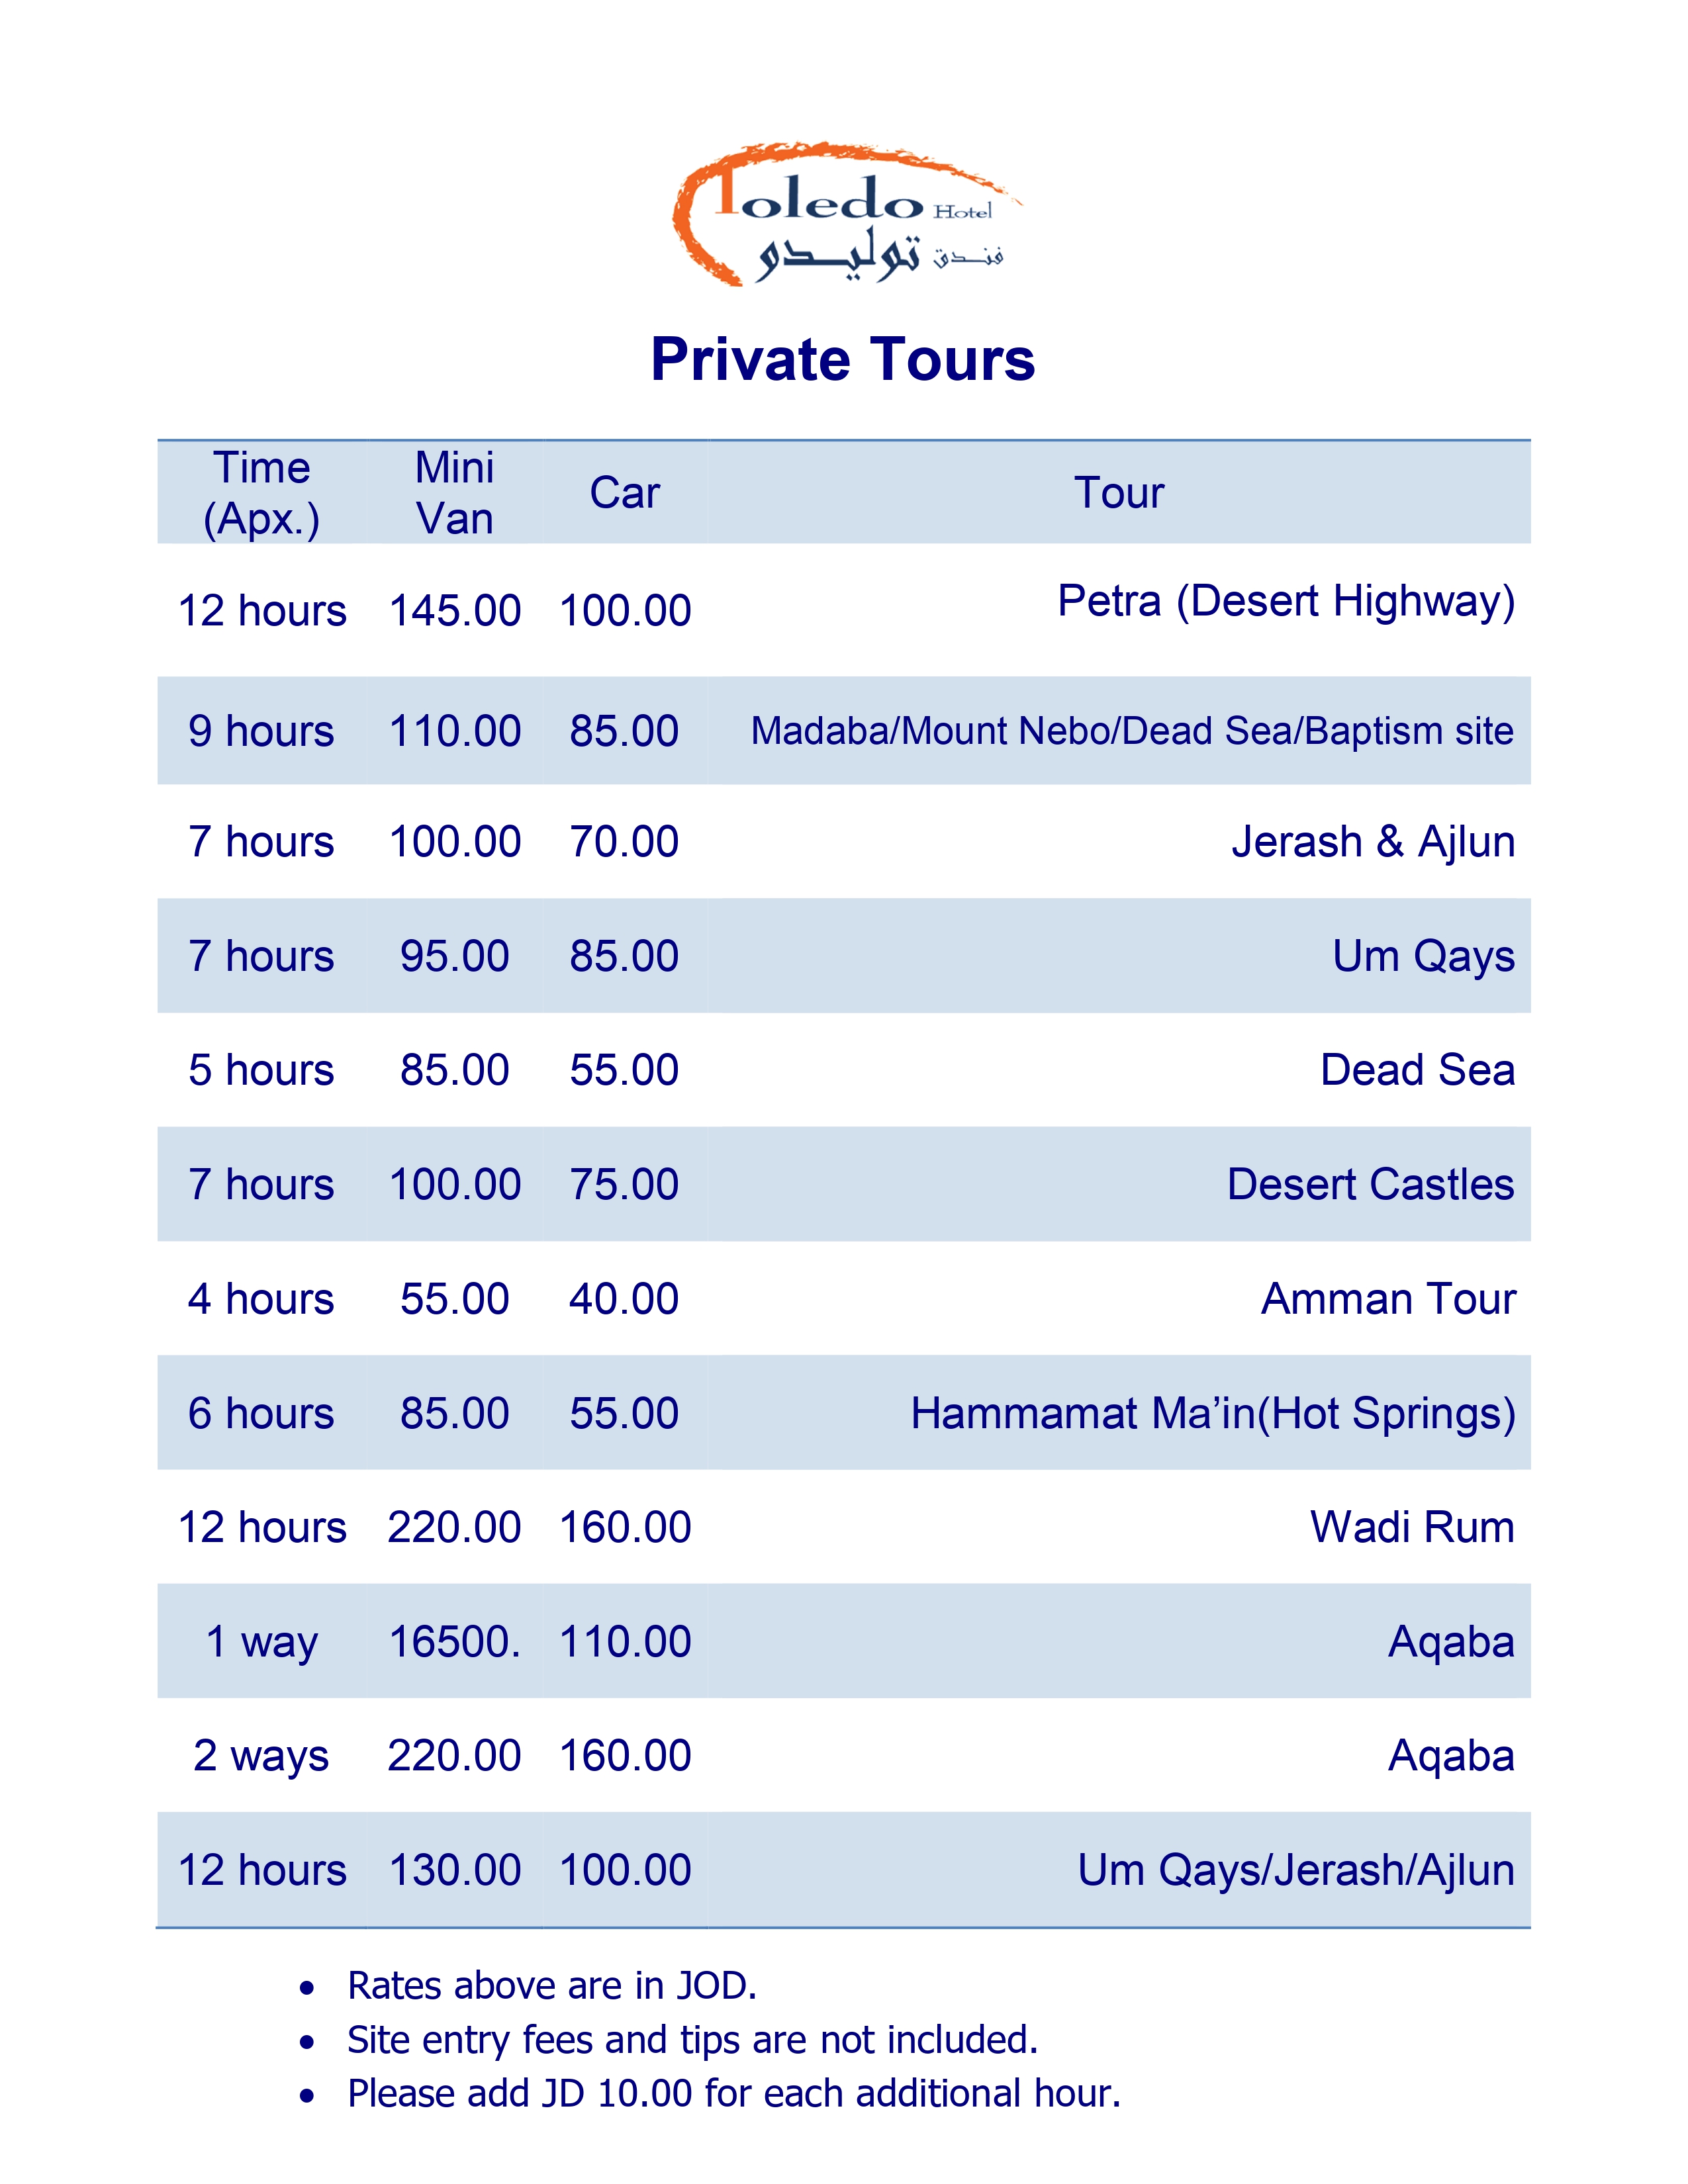 Toledo Hotel
فندق توليدو
Private Tours
Time (Apx.) Mini Van Car Tour
12 hours 145.00 100.00 Petra (Desert Highway)
9 hours 110.00 85.00 Madaba/Mount Nebo/Dead Sea/Baptism site
7 hours 100.00 70.00 Jerash & Ajlun
7 hours 95.00 85.00 Um Qays
5 hours 85.00 55.00 Dead Sea
7 hours 100.00 75.00 Desert Castles
4 hours 55.00 40.00 Amman Tour
6 hours 85.00 55.00 Hammamat Ma’in(Hot Springs)
12 hours 220.00 160.00 Wadi Rum
1 way 16500. 110.00 Aqaba
2 ways 220.00 160.00 Aqaba
12 hours 130.00 100.00 Um Qays/Jerash/Ajlun
• Rates above are in JOD.
• Site entry fees and tips are not included.
• Please add JD 10.00 for each additional hour.